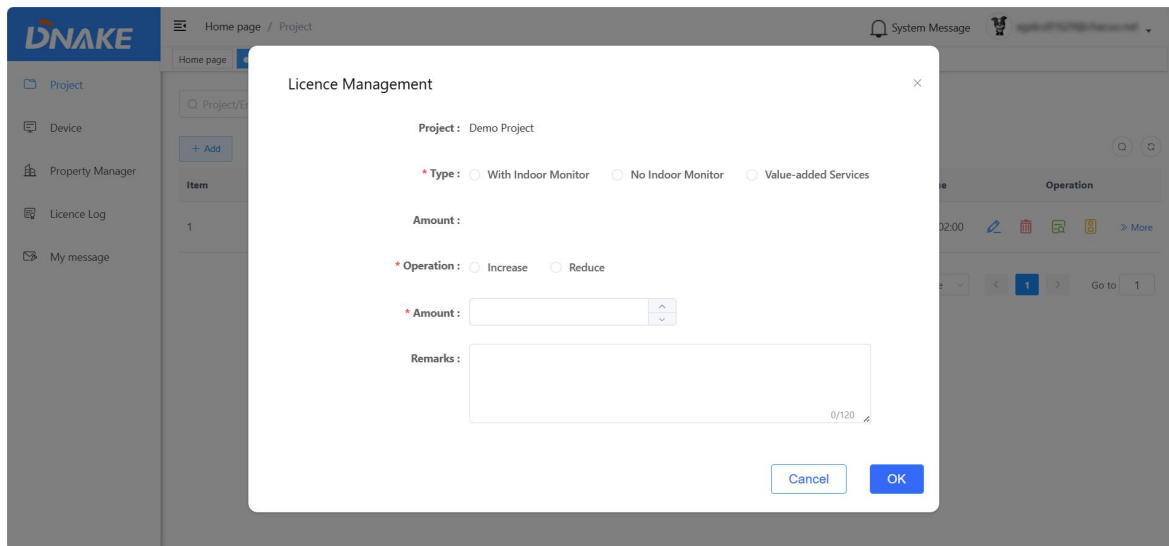 DNAKE
Home page / Project
System Message
Home page
Project
Device
Property Manager
Licence Log
My message
Project/En
+ Add
Item
Operation
1
02:00
» More
1
Go to 1
Licence Management
×
Project : Demo Project
* Type : With Indoor Monitor No Indoor Monitor Value-added Services
Amount :
* Operation : Increase Reduce
* Amount :
Remarks :
0/120
Cancel OK